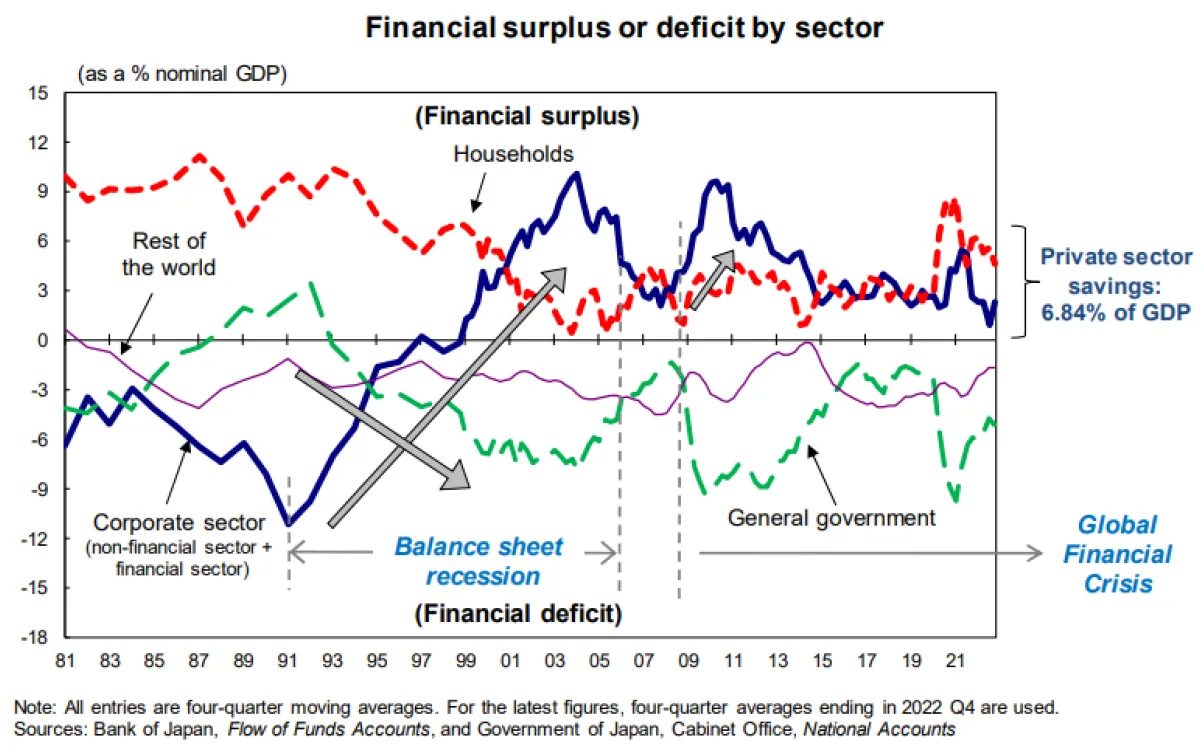 Financial surplus or deficit by sector
(as a % nominal GDP)
15
12
9
6
3
0
-3
-6
-9
-12
-15
-18
(Financial surplus)
Households
Rest of
the world
Private sector
savings:
6.84% of GDP
Corporate sector
(non-financial sector +
financial sector)
General government
Balance sheet
recession
Global
Financial
Crisis
(Financial deficit)
81 83 85 87 89 91 93 95 97 99 01 03 05 07 09 11 13 15 17 19 21
Note: All entries are four-quarter moving averages. For the latest figures, four-quarter averages ending in 2022 Q4 are used.
Sources: Bank of Japan, Flow of Funds Accounts, and Government of Japan, Cabinet Office, National Accounts